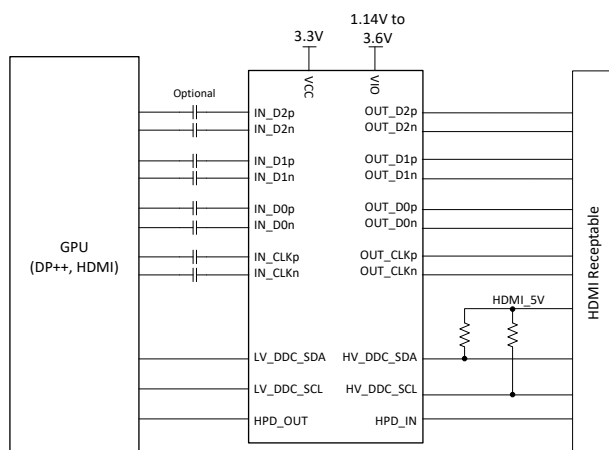 1.14V to
3.3V
3.6V
VCC
VIO
Optional
IN_D2p
OUT_D2p
IN_D2n
OUT_D2n
IN_D1p
OUT_D1p
IN_D1n
OUT_D1n
IN_D0p
OUT_D0p
IN_D0n
OUT_D0n
GPU
(DP++, HDMI)
IN_CLKp
OUT_CLKp
IN_CLKn
OUT_CLKn
HDMI Receptable
HDMI_5V
LV_DDC_SDA
HV_DDC_SDA
LV_DDC_SCL
HV_DDC_SCL
HPD_OUT
HPD_IN